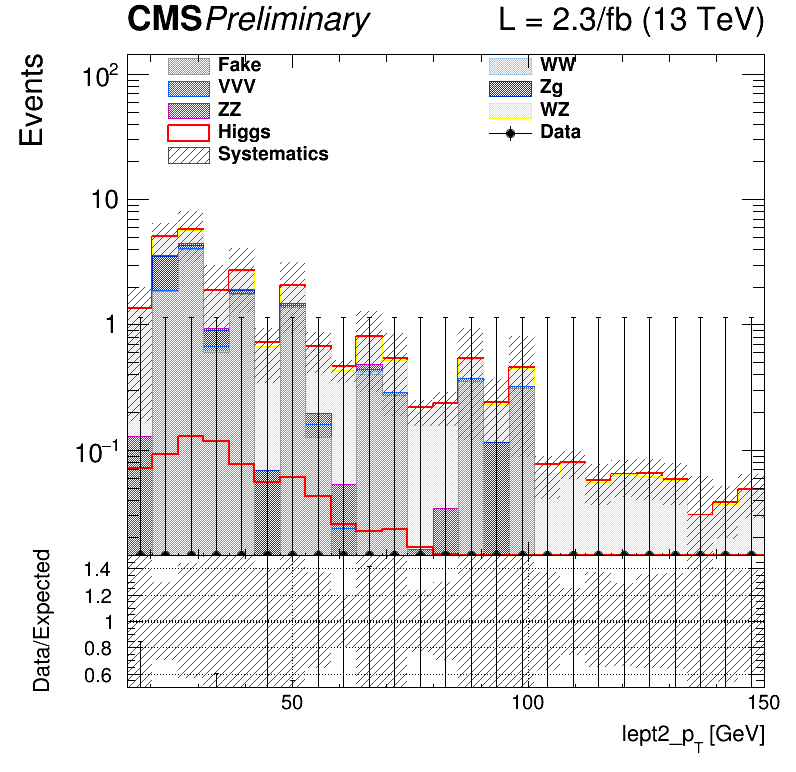 CMS Preliminary L = 2.3/fb (13 TeV)
Events
10²
10
1
10⁻¹
Fake WW
VVV Zg
ZZ WZ
Higgs Data
Systematics
Data/Expected
1.4
1.2
1
0.8
0.6
50 100 150
lept2_p_T [GeV]